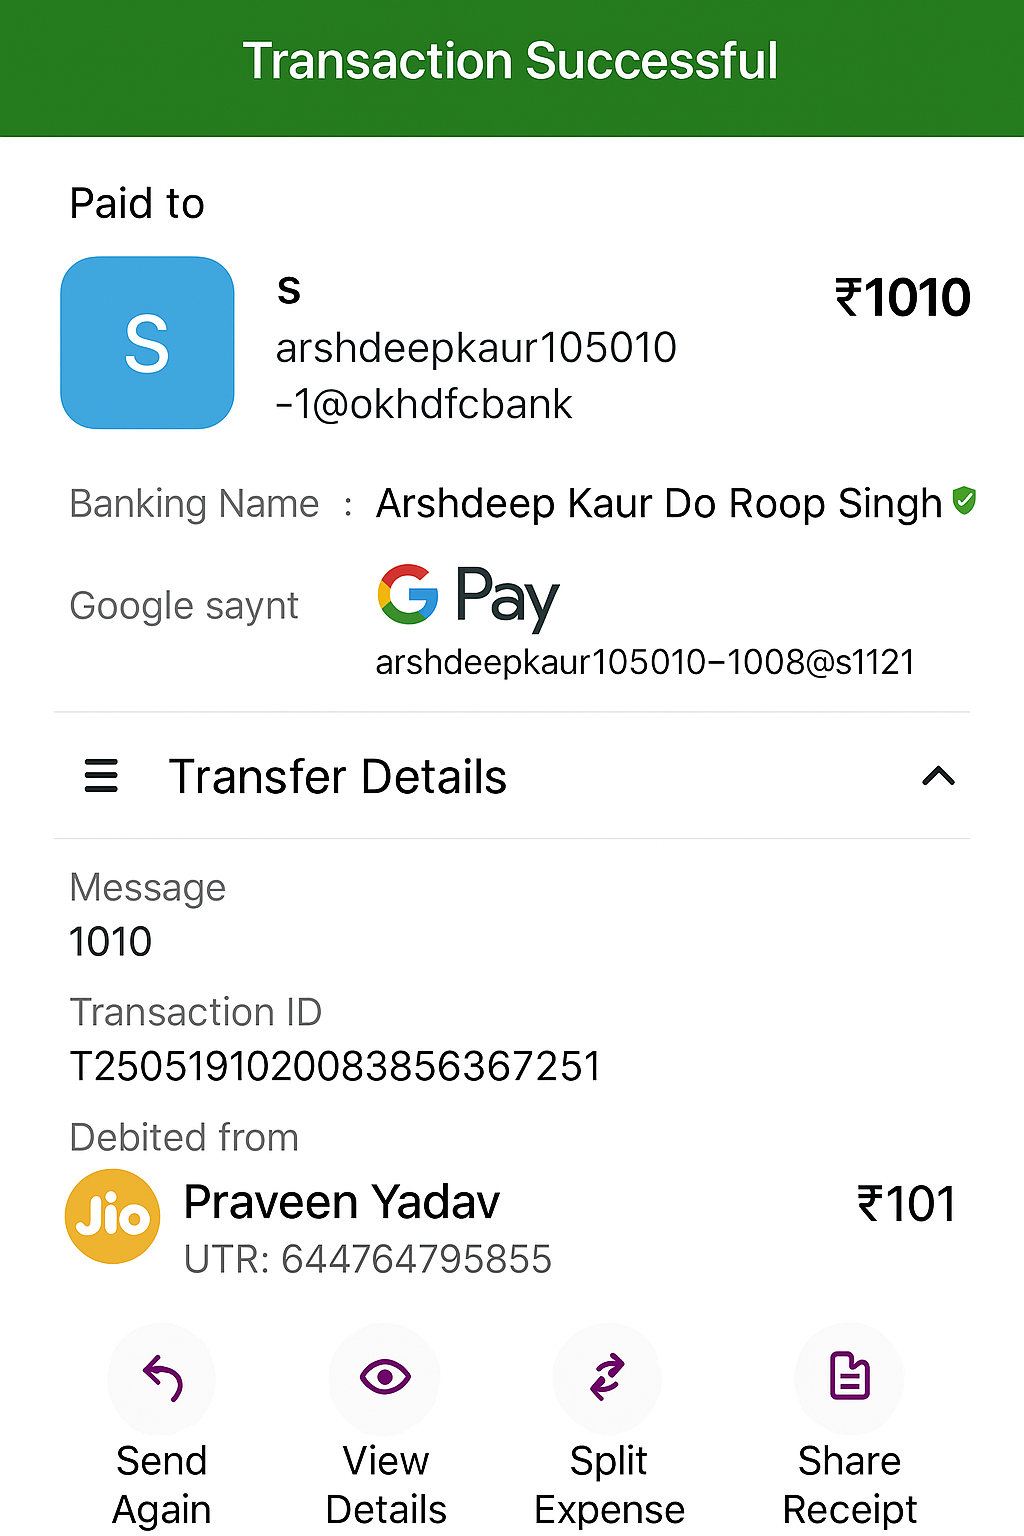 Transaction Successful
Paid to
S
s
₹1010
arshdeepkaur105010
-1@okhdfcbank
Banking Name : Arshdeep Kaur Do Roop Singh
Google saynt
G Pay
arshdeepkaur105010-1008@s1121
Transfer Details
Message
1010
Transaction ID
T2505191020083856367251
Debited from
Jio
Praveen Yadav
₹101
UTR: 644764795855
Send
Again
View
Details
Split
Expense
Share
Receipt